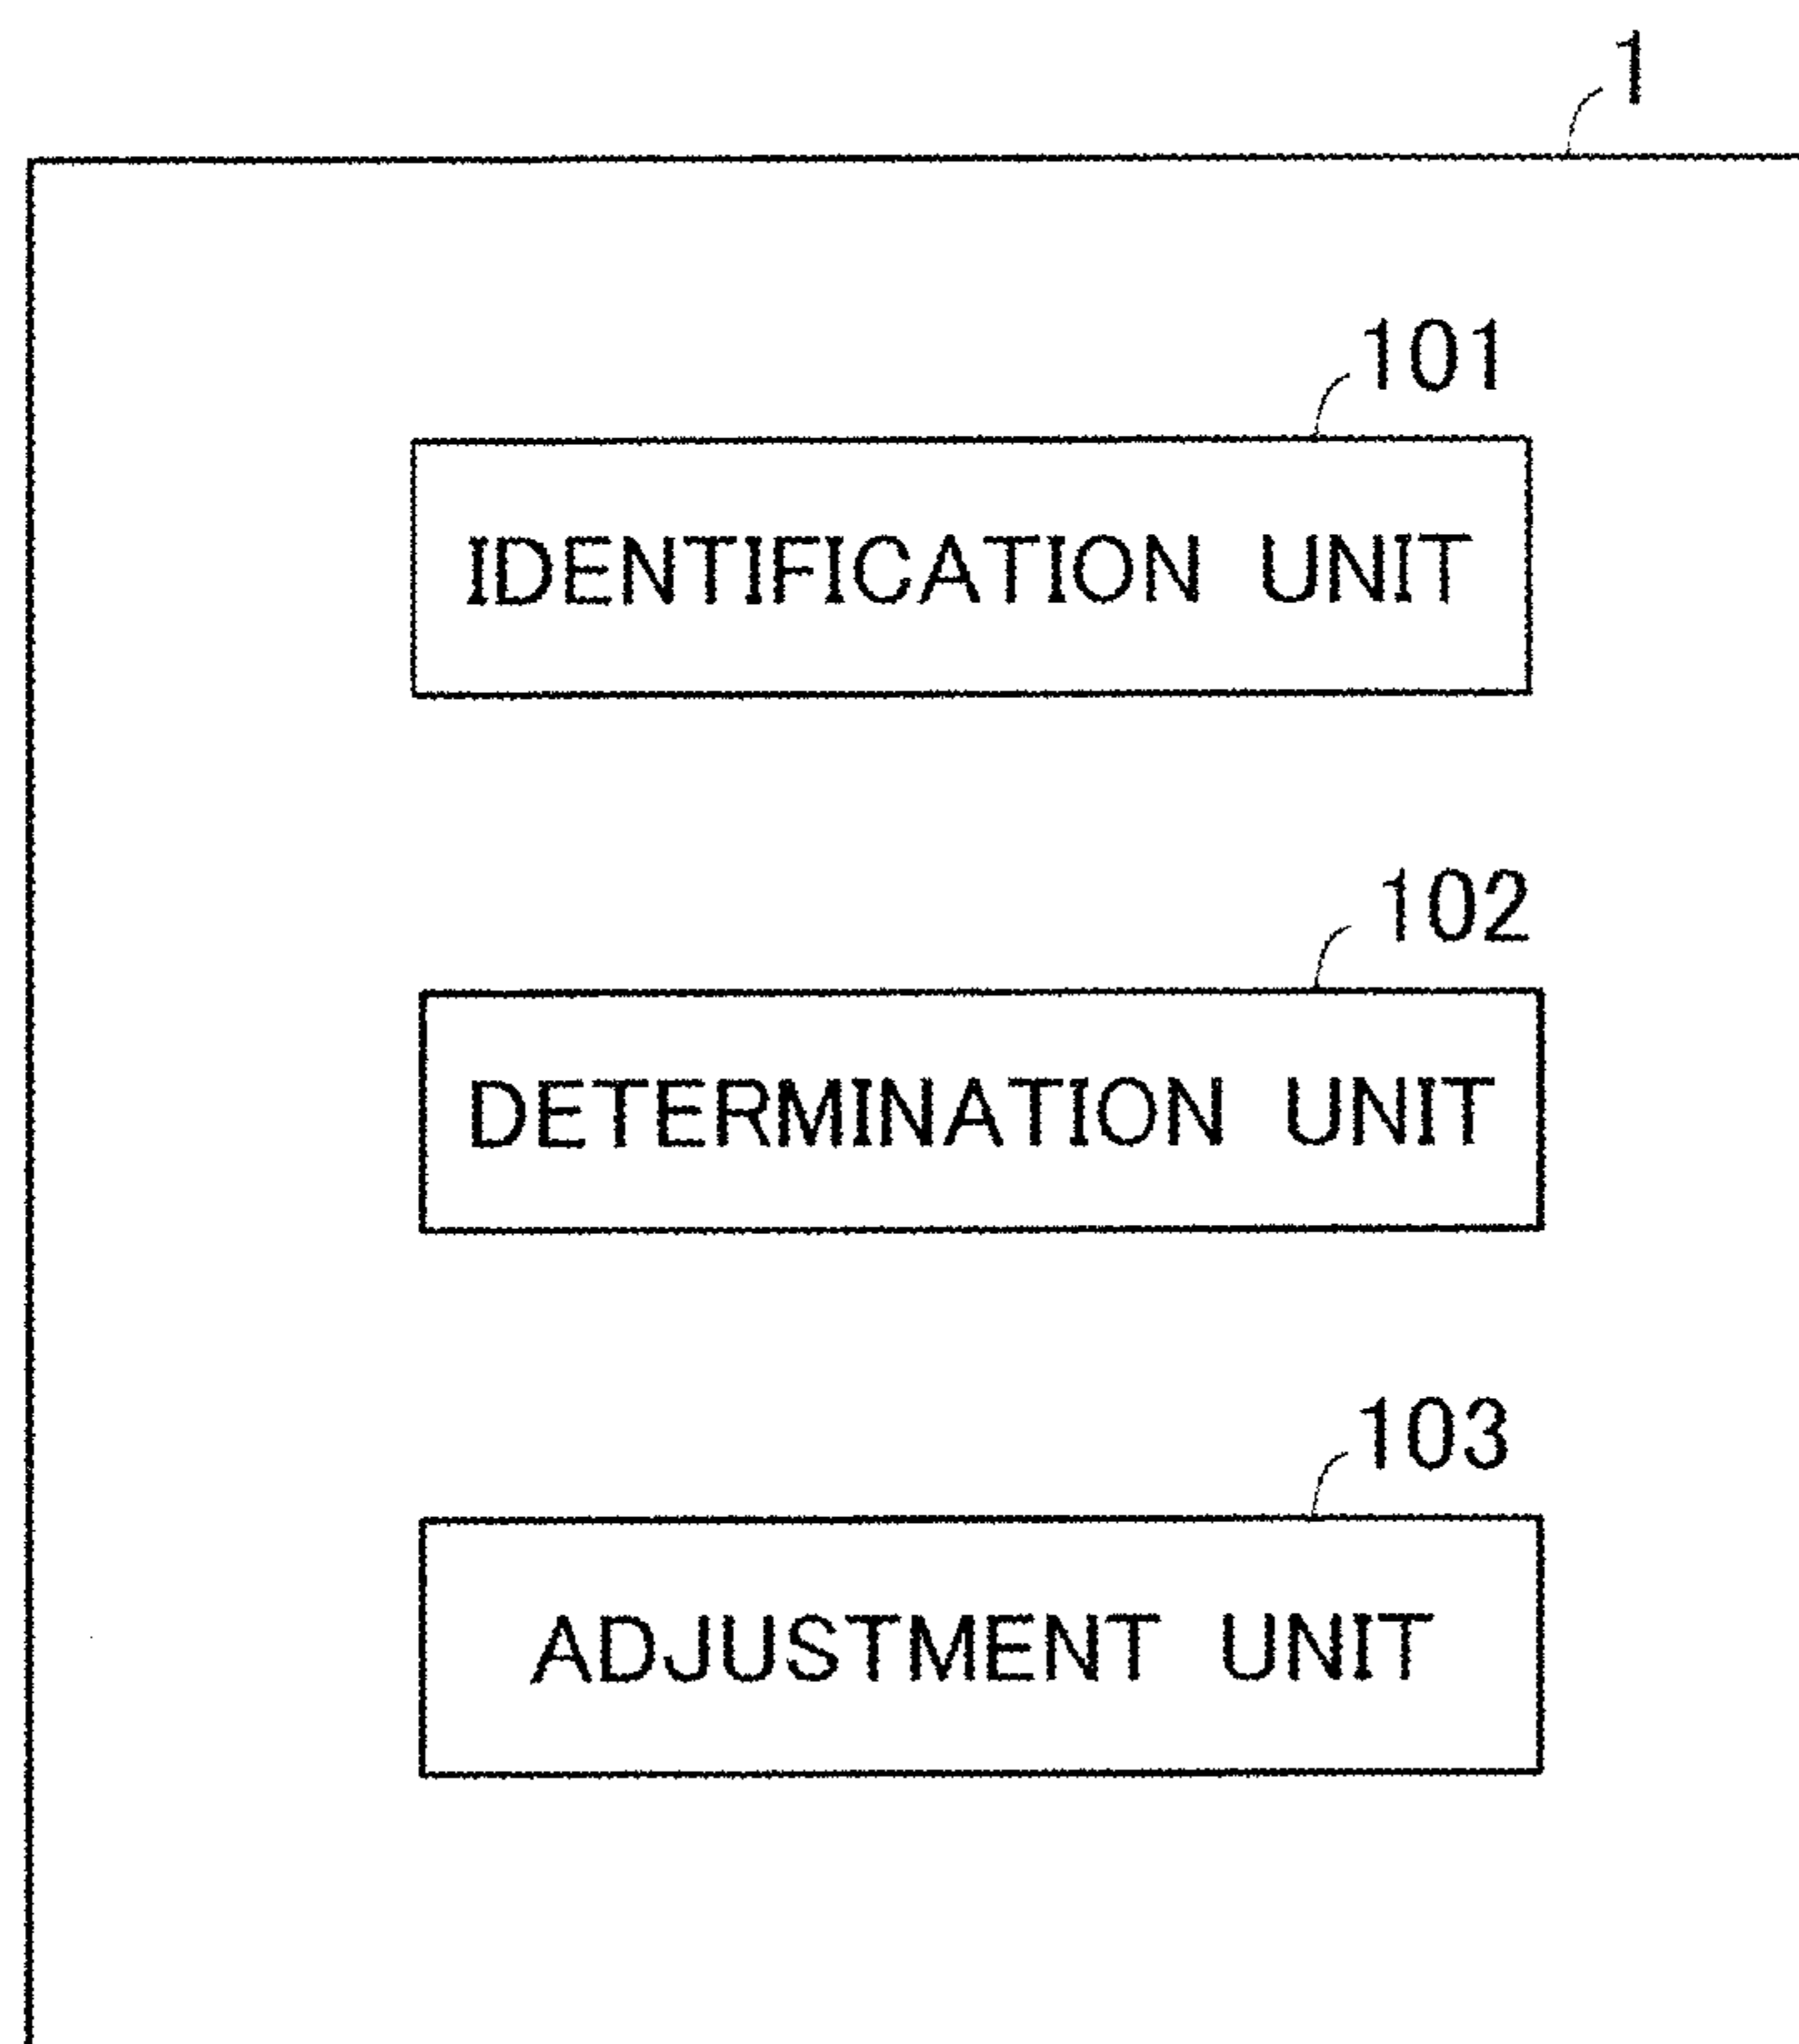 1
101
IDENTIFICATION UNIT
102
DETERMINATION UNIT
103
ADJUSTMENT UNIT